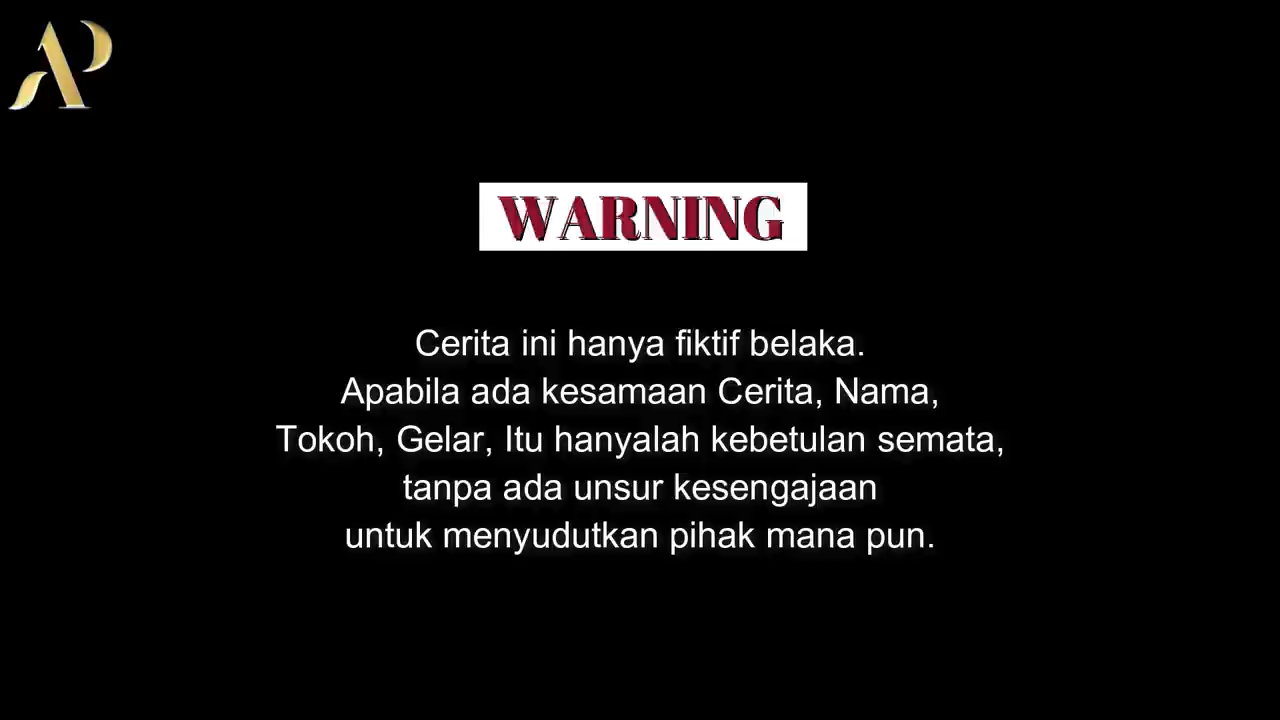 AP
WARNING
Cerita ini hanya fiktif belaka.
Apabila ada kesamaan Cerita, Nama,
Tokoh, Gelar, Itu hanyalah kebetulan semata,
tanpa ada unsur kesengajaan
untuk menyudutkan pihak mana pun.